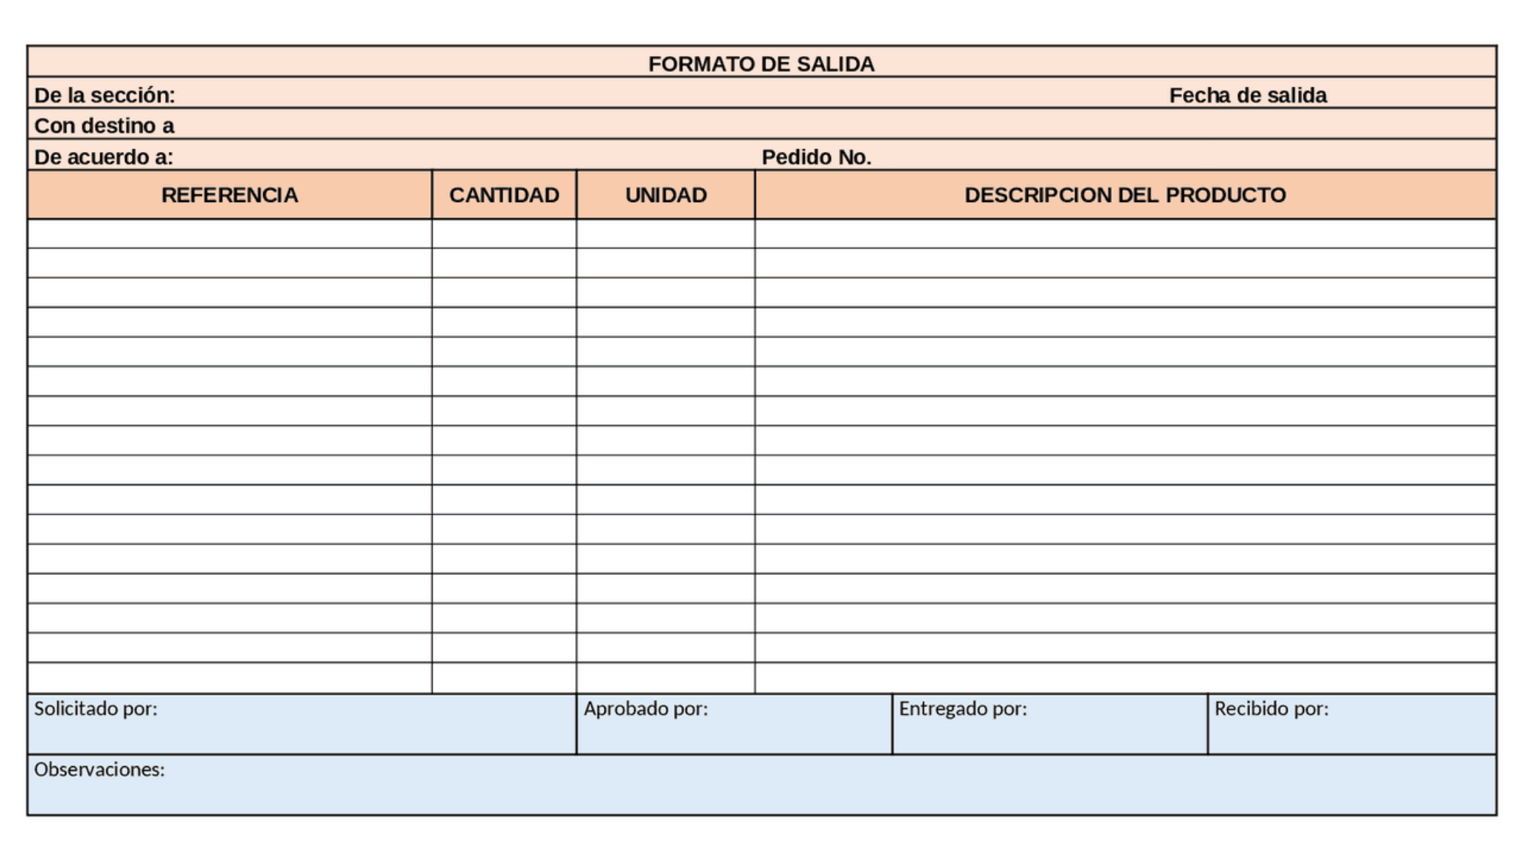 FORMATO DE SALIDA
De la sección: Fecha de salida
Con destino a
De acuerdo a: Pedido No.
REFERENCIA CANTIDAD UNIDAD DESCRIPCION DEL PRODUCTO
Solicitado por: Aprobado por: Entregado por: Recibido por:
Observaciones: